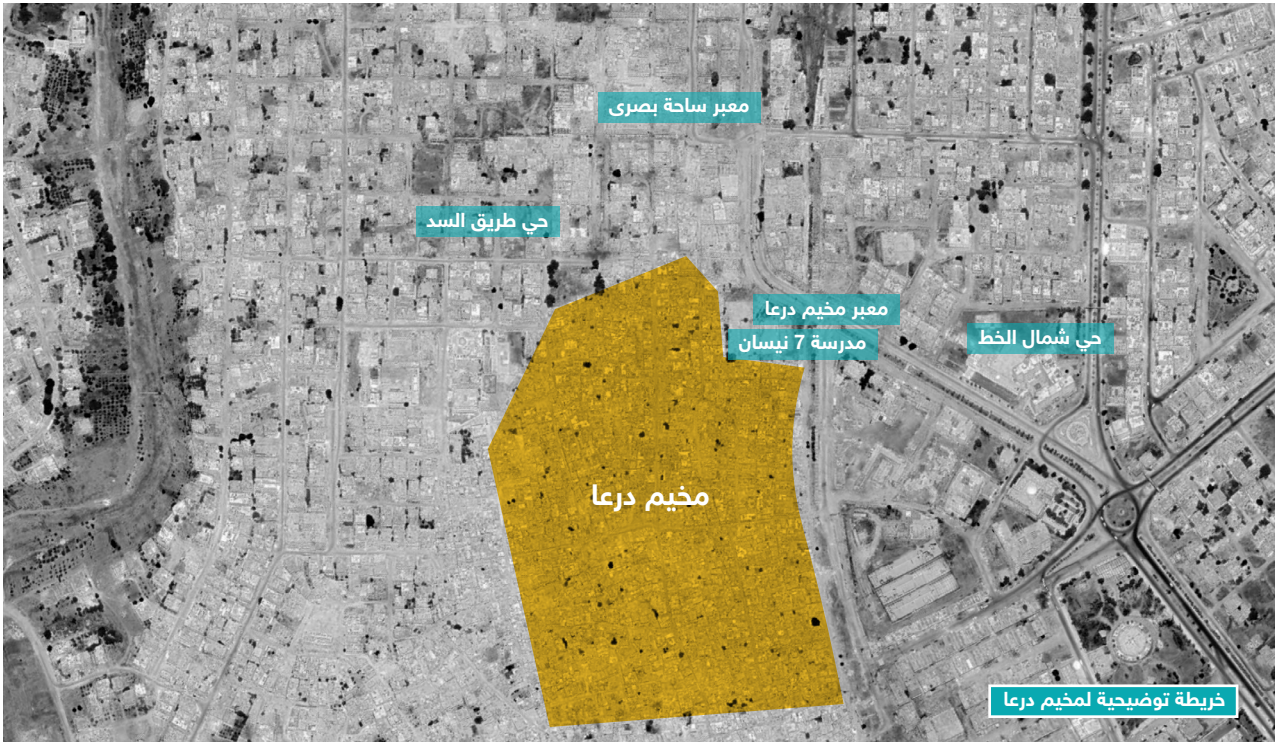 معبر ساحة بصرى
حي طريق السد
معبر مخيم درعا
مدرسة 7 نيسان
حي شمال الخط
مخيم درعا
خريطة توضيحية لمخيم درعا